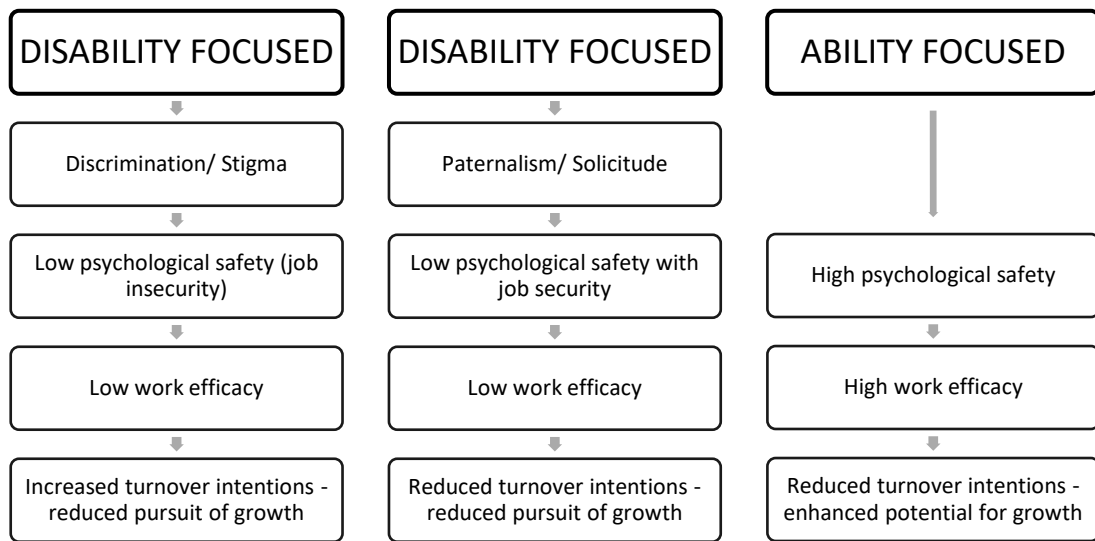 DISABILITY FOCUSED
Discrimination/ Stigma
Low psychological safety (job
insecurity)
Low work efficacy
Increased turnover intentions -
reduced pursuit of growth
DISABILITY FOCUSED
Paternalism/ Solicitude
Low psychological safety with
job security
Low work efficacy
Reduced turnover intentions -
reduced pursuit of growth
ABILITY FOCUSED
High psychological safety
High work efficacy
Reduced turnover intentions -
enhanced potential for growth